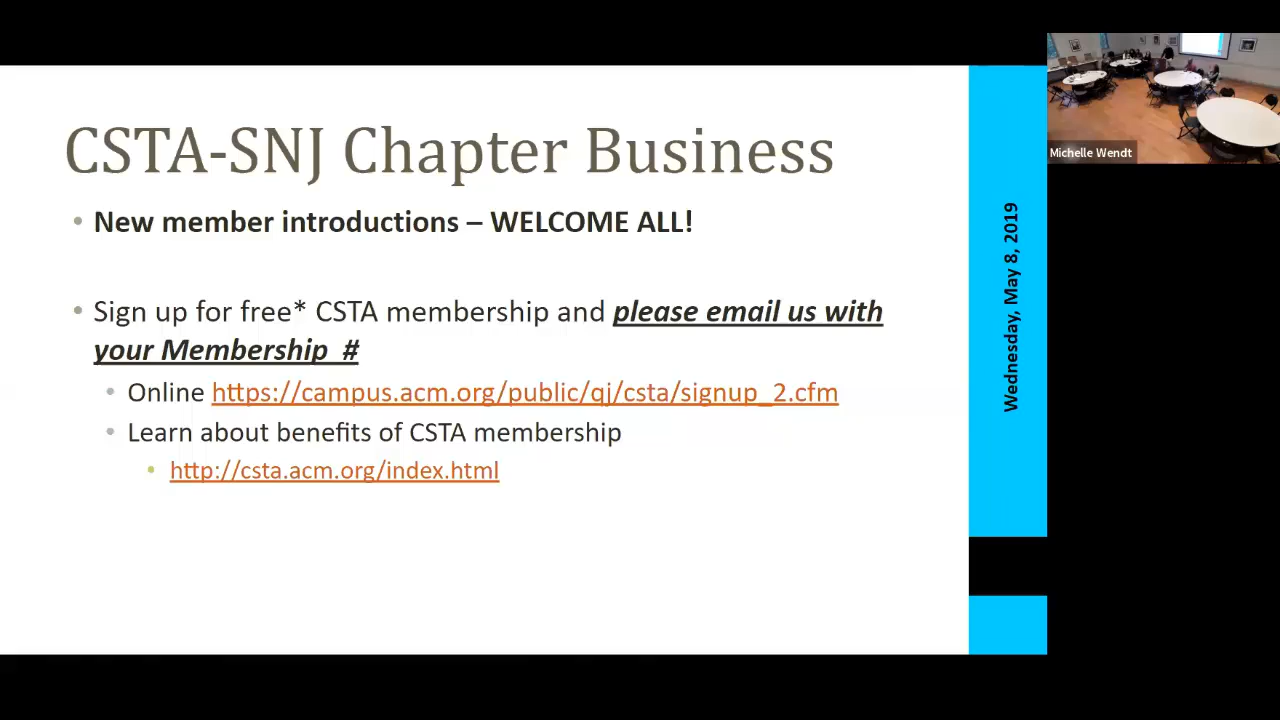 CSTA-SNJ Chapter Business
• New member introductions – WELCOME ALL!
• Sign up for free* CSTA membership and please email us with
your Membership #
• Online https://campus.acm.org/public/qj/csta/signup_2.cfm
• Learn about benefits of CSTA membership
• http://csta.acm.org/index.html
Wednesday, May 8, 2019
Michelle Wendt